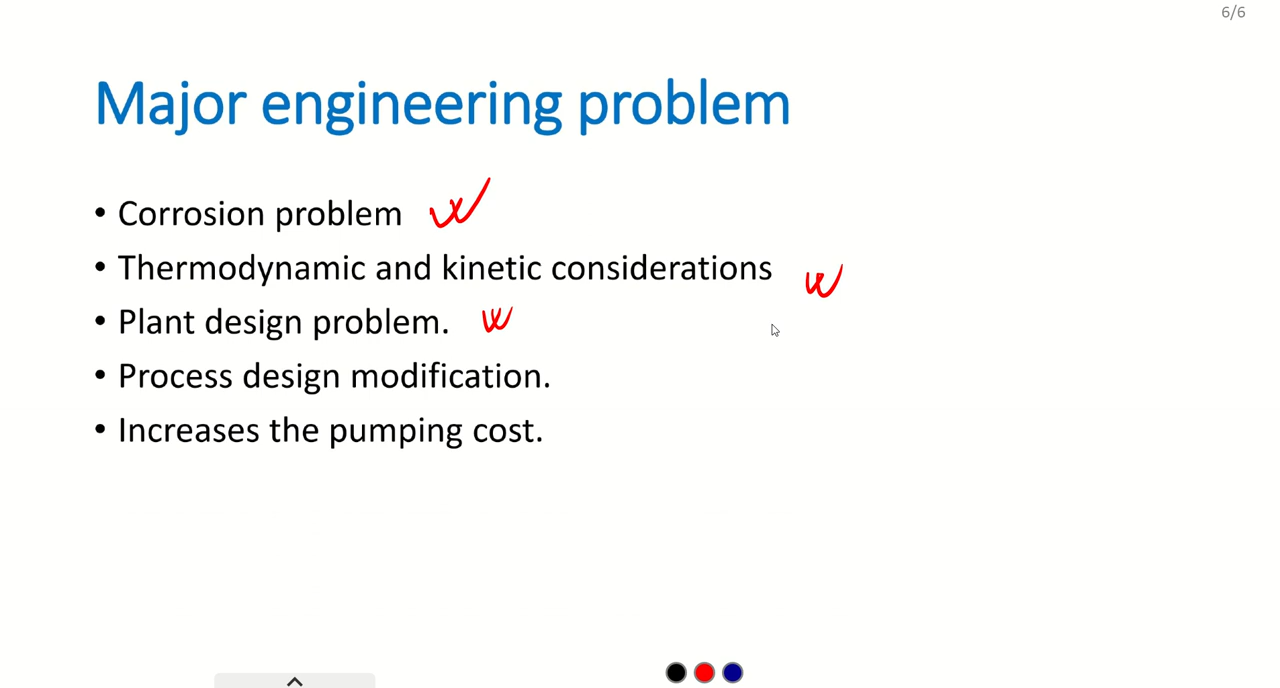 6/6
Major engineering problem
• Corrosion problem
• Thermodynamic and kinetic considerations
• Plant design problem.
• Process design modification.
• Increases the pumping cost.